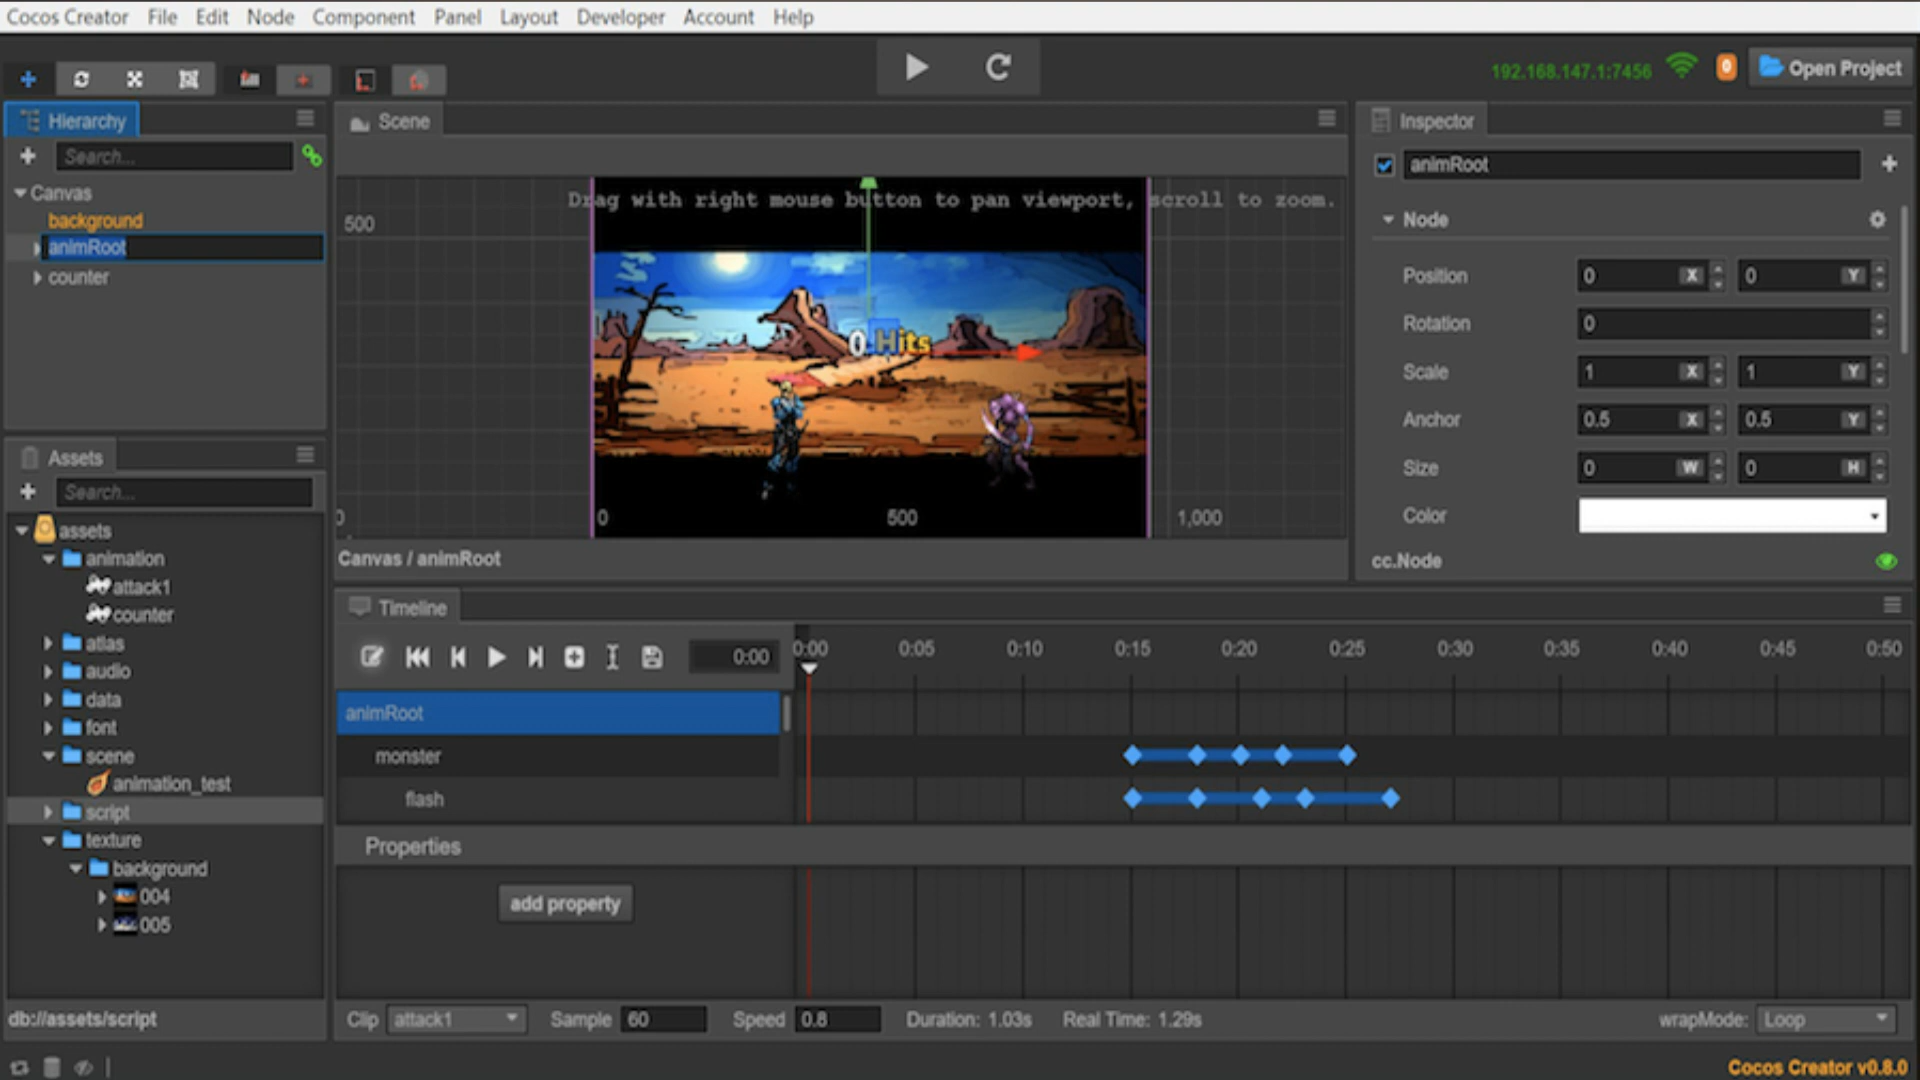 Cocos Creator File Edit Node Component Panel Layout Developer Account Help
192.168.147.1:7456 0 Open Project
Hierarchy
Search...
Canvas
background
animRoot
counter
Assets
Search...
assets
animation
attack1
counter
atlas
audio
data
font
scene
animation_test
script
texture
background
004
005
db://assets/script
Scene
Drag with right mouse button to pan viewport, scroll to zoom.
500
0 Hits
0 0 500 1,000
Canvas / animRoot
Inspector
animRoot
Node
Position 0 X 0 Y
Rotation 0
Scale 1 X 1 Y
Anchor 0.5 X 0.5 Y
Size 0 W 0 H
Color
cc.Node
Timeline
0:00 0:00 0:05 0:10 0:15 0:20 0:25 0:30 0:35 0:40 0:45 0:50
animRoot
monster
flash
Properties
add property
Clip attack1 Sample 60 Speed 0.8 Duration: 1.03s Real Time: 1.29s wrapMode: Loop
Cocos Creator v0.8.0